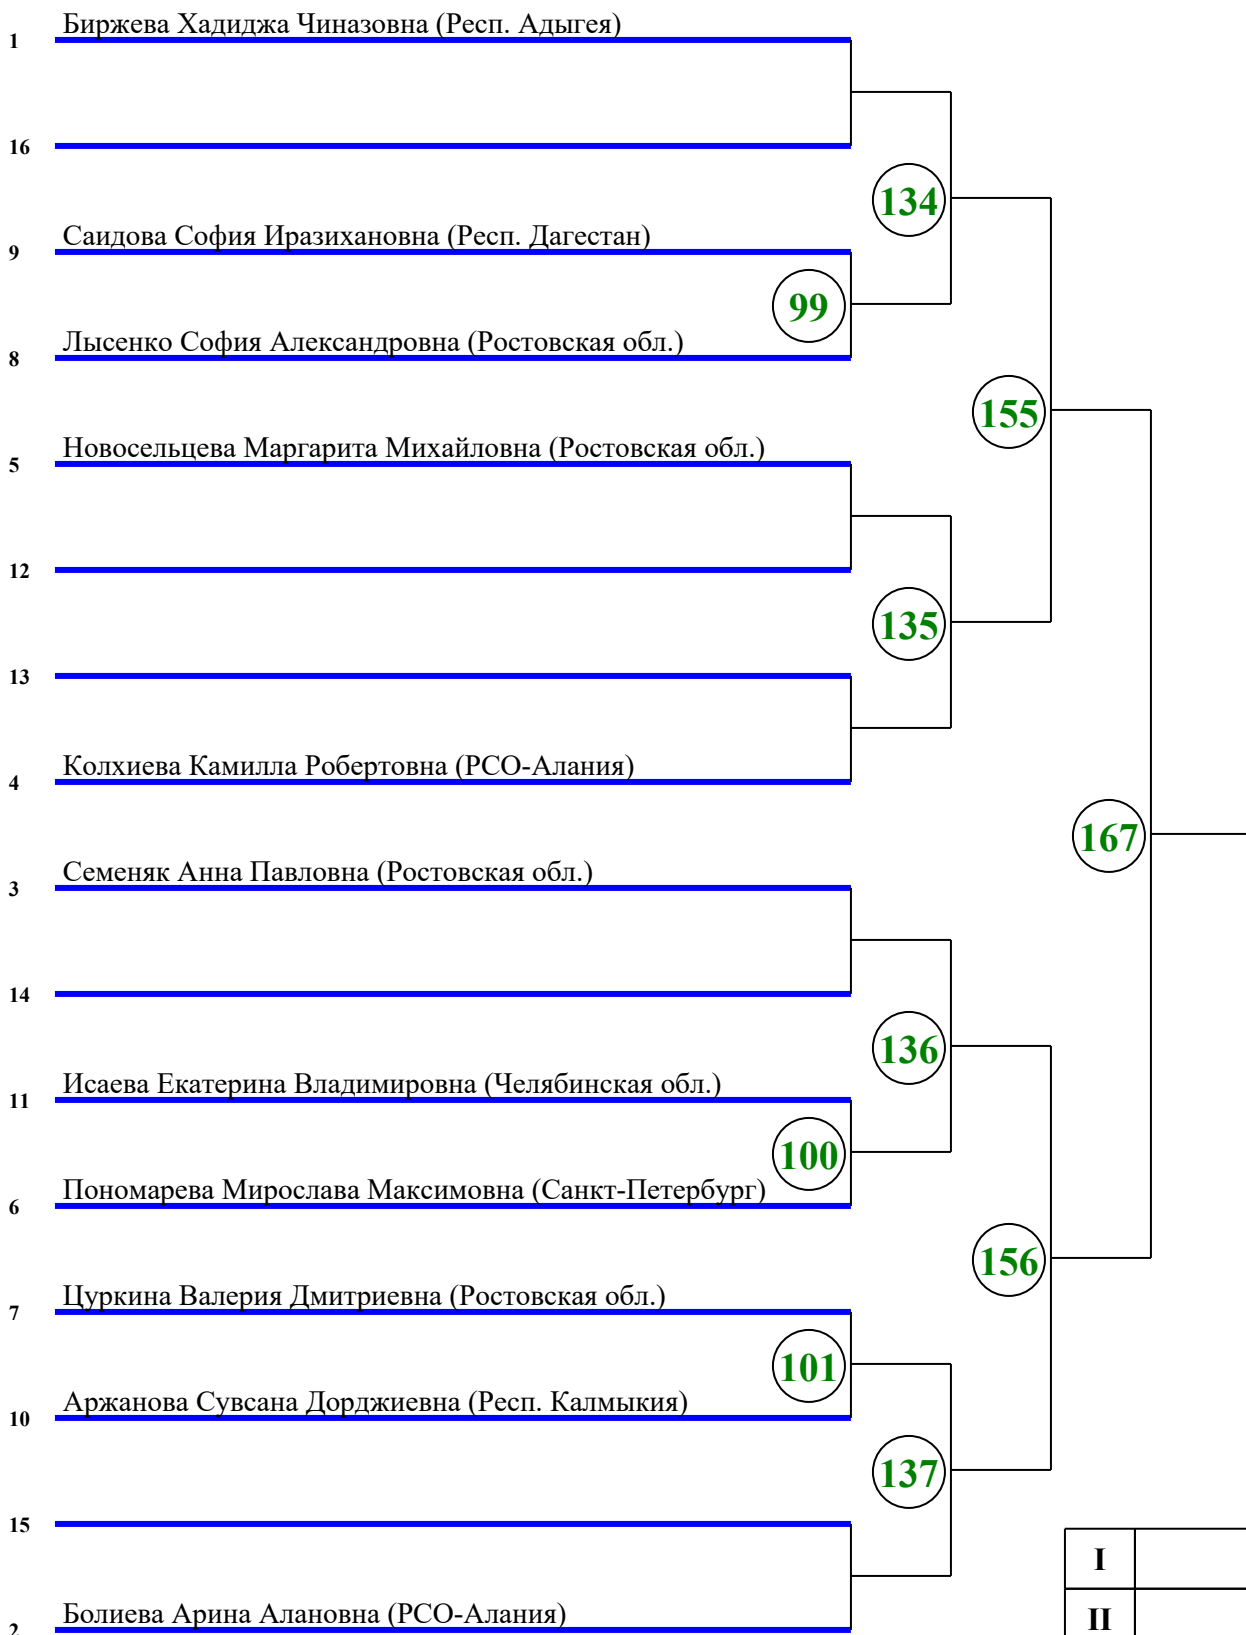 1 Биржева Хадиджа Чиназовна (Респ. Адыгея)
16
134
9 Саидова София Иразихановна (Респ. Дагестан)
99
8 Лысенко София Александровна (Ростовская обл.)
155
5 Новосельцева Маргарита Михайловна (Ростовская обл.)
12
135
13
4 Колхиева Камилла Робертовна (РСО-Алания)
167
3 Семеняк Анна Павловна (Ростовская обл.)
14
136
11 Исаева Екатерина Владимировна (Челябинская обл.)
100
6 Пономарева Мирослава Максимовна (Санкт-Петербург)
156
7 Цуркина Валерия Дмитриевна (Ростовская обл.)
101
10 Аржанова Сувсана Дорджиевна (Респ. Калмыкия)
137
15
I
2 Болиева Арина Алановна (РСО-Алания)
II